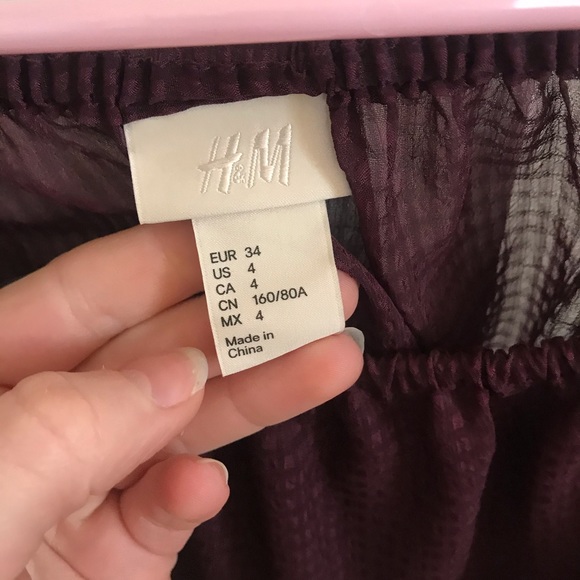 H&M
EUR 34
US 4
CA 4
CN 160/80A
MX 4
Made in
China